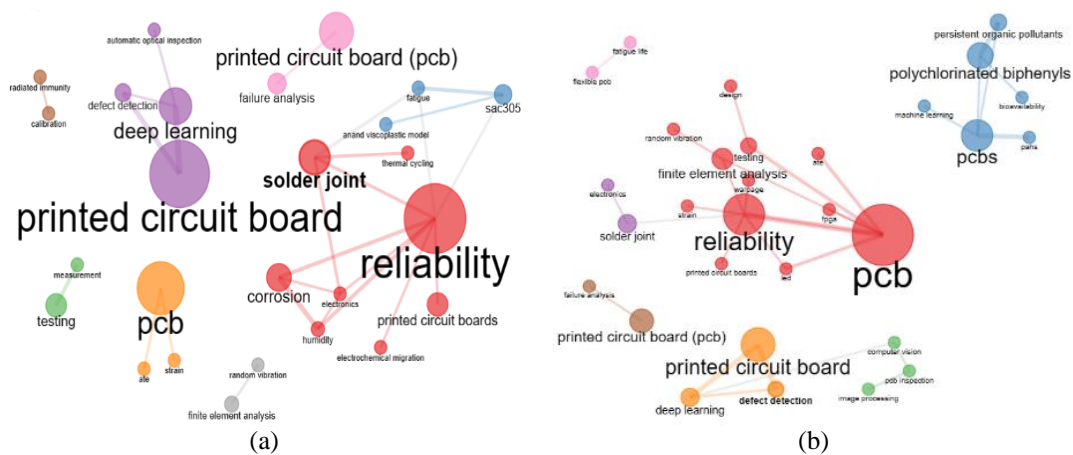 automatic optical inspection
printed circuit board (pcb)
radiated immunity
defect detection
failure analysis
fatigue
sac305
calibration
deep learning
anand viscoplastic model
thermal cycling
solder joint
printed circuit board
reliability
measurement
testing
pcb
corrosion
electronics
printed circuit boards
humidity
electrochemical migration
ate
strain
random vibration
finite element analysis
(a)
fatigue life
flexible pcb
persistent organic pollutants
polychlorinated biphenyls
design
bioavailability
machine learning
random vibration
testing
pcbs
pahs
finite element analysis
ate
electronics
warpage
strain
fpga
solder joint
reliability
printed circuit boards
led
pcb
failure analysis
printed circuit board (pcb)
computer vision
printed circuit board
pcb inspection
deep learning
defect detection
image processing
(b)